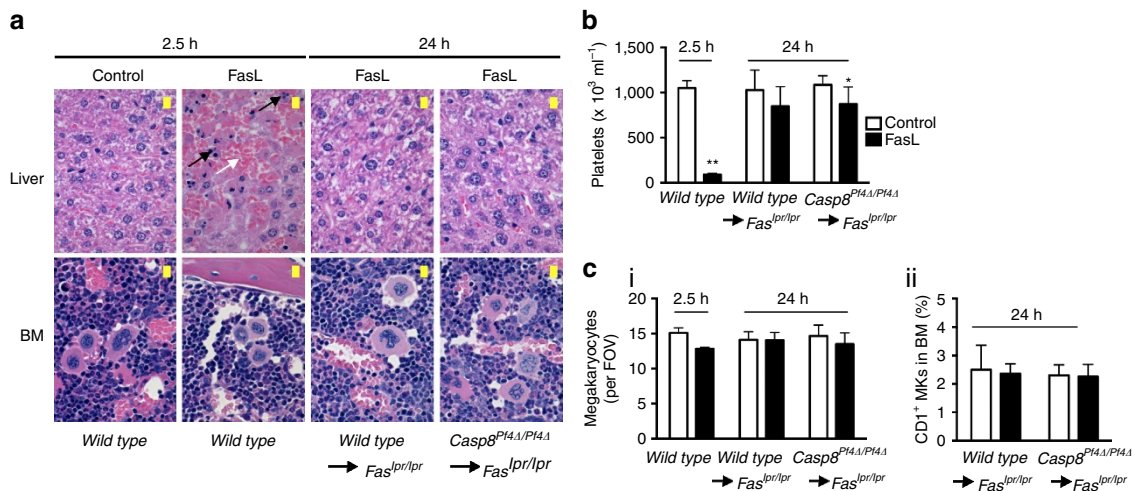 a
2.5 h 24 h
Control FasL FasL FasL
Liver
BM
Wild type Wild type Wild type Casp8^Pf4Δ/Pf4Δ
→ Fas^lpr/lpr → Fas^lpr/lpr
b
2.5 h 24 h
Platelets (x 10^3 ml^-1)
1,500
1,000
500
0
**
*
Control
FasL
Wild type Wild type Casp8^Pf4Δ/Pf4Δ
→ Fas^lpr/lpr → Fas^lpr/lpr
c
i
2.5 h 24 h
Megakaryocytes
(per FOV)
20
15
10
5
0
Wild type Wild type Casp8^Pf4Δ/Pf4Δ
→ Fas^lpr/lpr → Fas^lpr/lpr
ii
24 h
CD1^+ MKs in BM (%)
5
4
3
2
1
0
Wild type Casp8^Pf4Δ/Pf4Δ
→ Fas^lpr/lpr → Fas^lpr/lpr